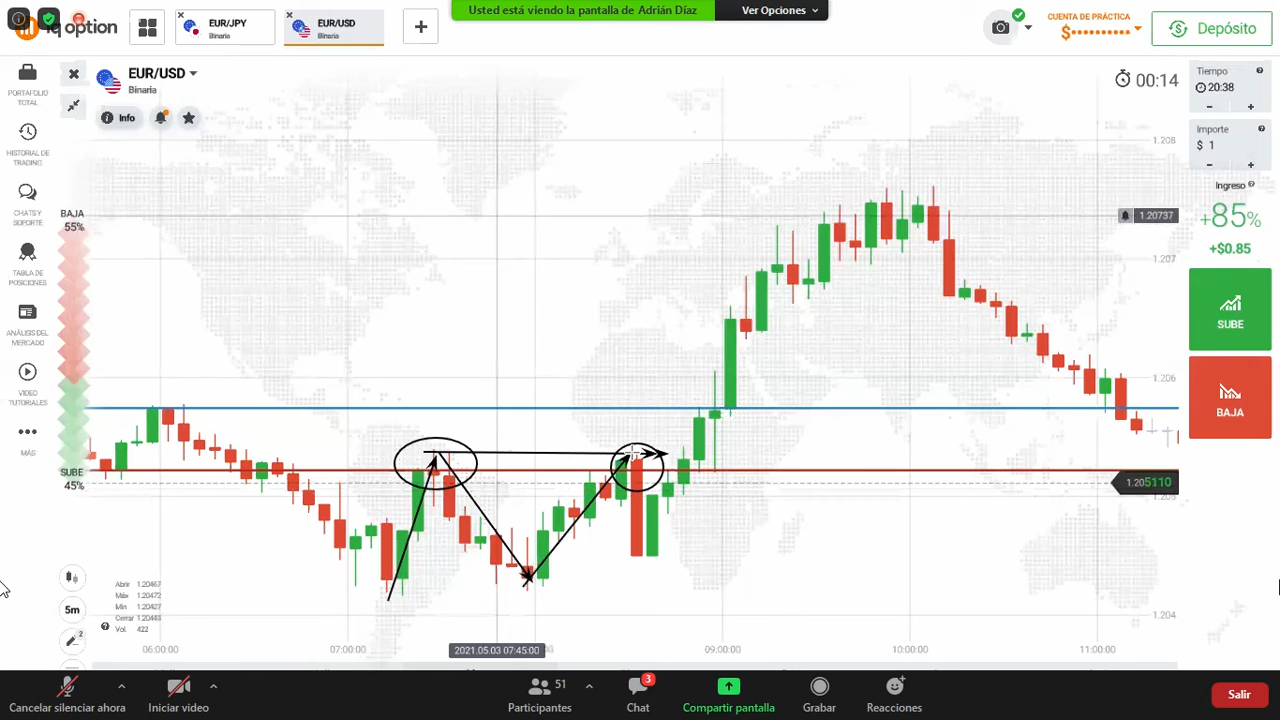 Usted está viendo la pantalla de Adrián Díaz
Ver Opciones
iq option
EUR/JPY
Binaria
EUR/USD
Binaria
CUENTA DE PRÁCTICA
$••••••••••
Depósito
PORTAFOLIO
TOTAL
HISTORIAL DE
TRADING
CHATS Y
SOPORTE
TABLA DE
POSICIONES
ANÁLISIS DEL
MERCADO
VIDEO
TUTORIALES
MÁS
EUR/USD
Binaria
Info
00:14
BAJA
55%
SUBE
45%
1.208
1.20737
1.207
1.206
1.205110
1.205
1.204
Tiempo
20:38
Importe
$ 1
Ingreso
+85%
+$0.85
SUBE
BAJA
5m
2
Abrir 1.20467
Máx 1.20472
Mín 1.20427
Vol. 422
06:00:00
07:00:00
2021.05.03 07:45:00
09:00:00
10:00:00
11:00:00
Cancelar silenciar ahora
Iniciar video
51
Participantes
3
Chat
Compartir pantalla
Grabar
Reacciones
Salir